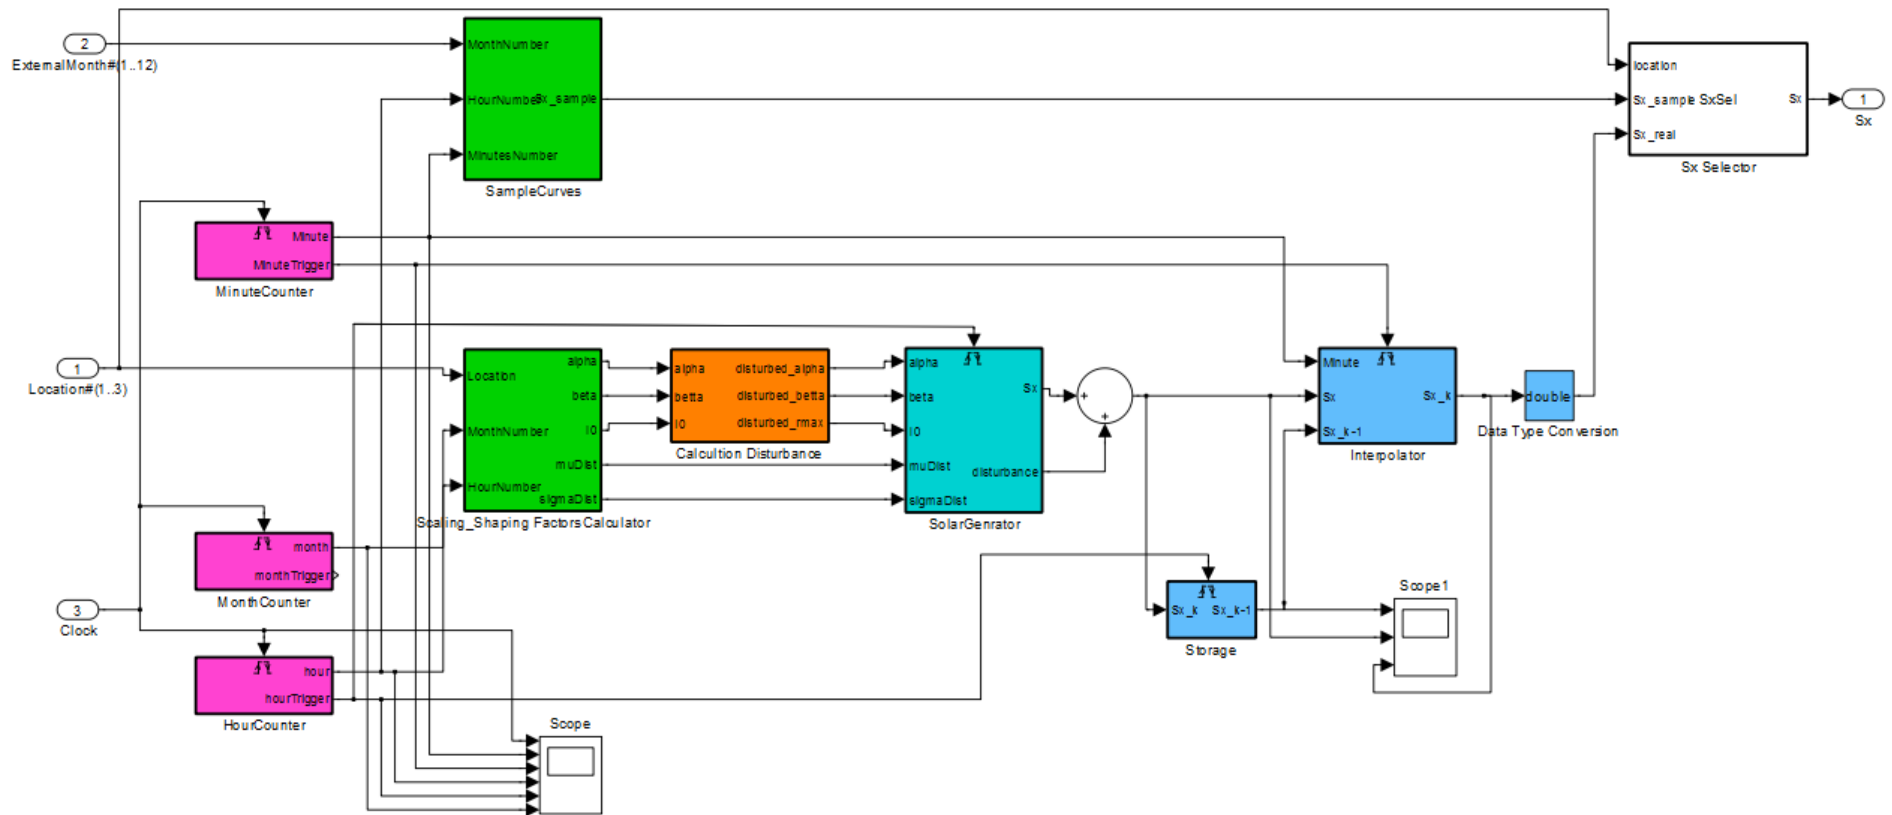 2
ExternalMonth#(1..12)
MonthNumber
HourNumber
Sx_sample
MinutesNumber
SampleCurves
location
Sx_sample
SxSel
Sx_real
Sx
Sx Selector
1
Sx
Minute
MinuteTrigger
MinuteCounter
1
Location#(1..3)
Location
MonthNumber
HourNumber
alpha
beta
I0
muDist
sigmaDist
Scaling_Shaping FactorsCalculator
alpha
betta
I0
disturbed_alpha
disturbed_betta
disturbed_rmax
Calcultion Disturbance
alpha
beta
I0
muDist
sigmaDist
Sx
disturbance
SolarGenrator
+
+
Minute
Sx
Sx_k-1
Sx_k
Interpolator
double
Data Type Conversion
month
monthTrigger
MonthCounter
3
Clock
hour
hourTrigger
HourCounter
Sx_k
Sx_k-1
Storage
Scope1
Scope